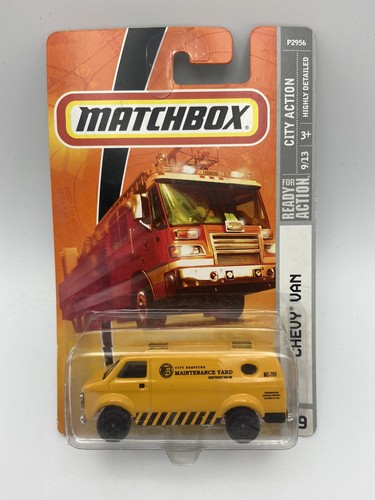 MATCHBOX
P2956
CITY ACTION
HIGHLY DETAILED
9/13
3+
READY FOR
ACTION
CHEVY VAN
9
CITY SERVICES
MAINTENANCE YARD